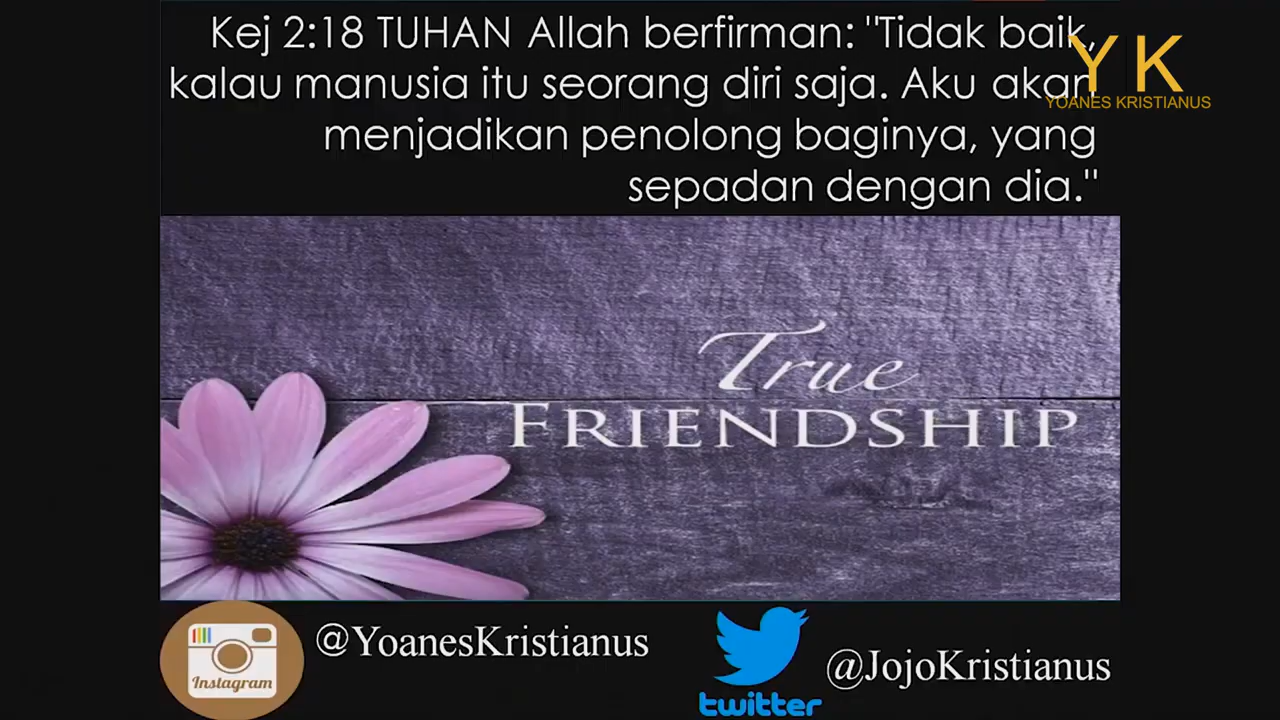 Kej 2:18 TUHAN Allah berfirman: "Tidak baik,
kalau manusia itu seorang diri saja. Aku akan
menjadikan penolong baginya, yang
sepadan dengan dia."
YK
YOANES KRISTIANUS
True
FRIENDSHIP
Instagram
@YoanesKristianus
twitter
@JojoKristianus